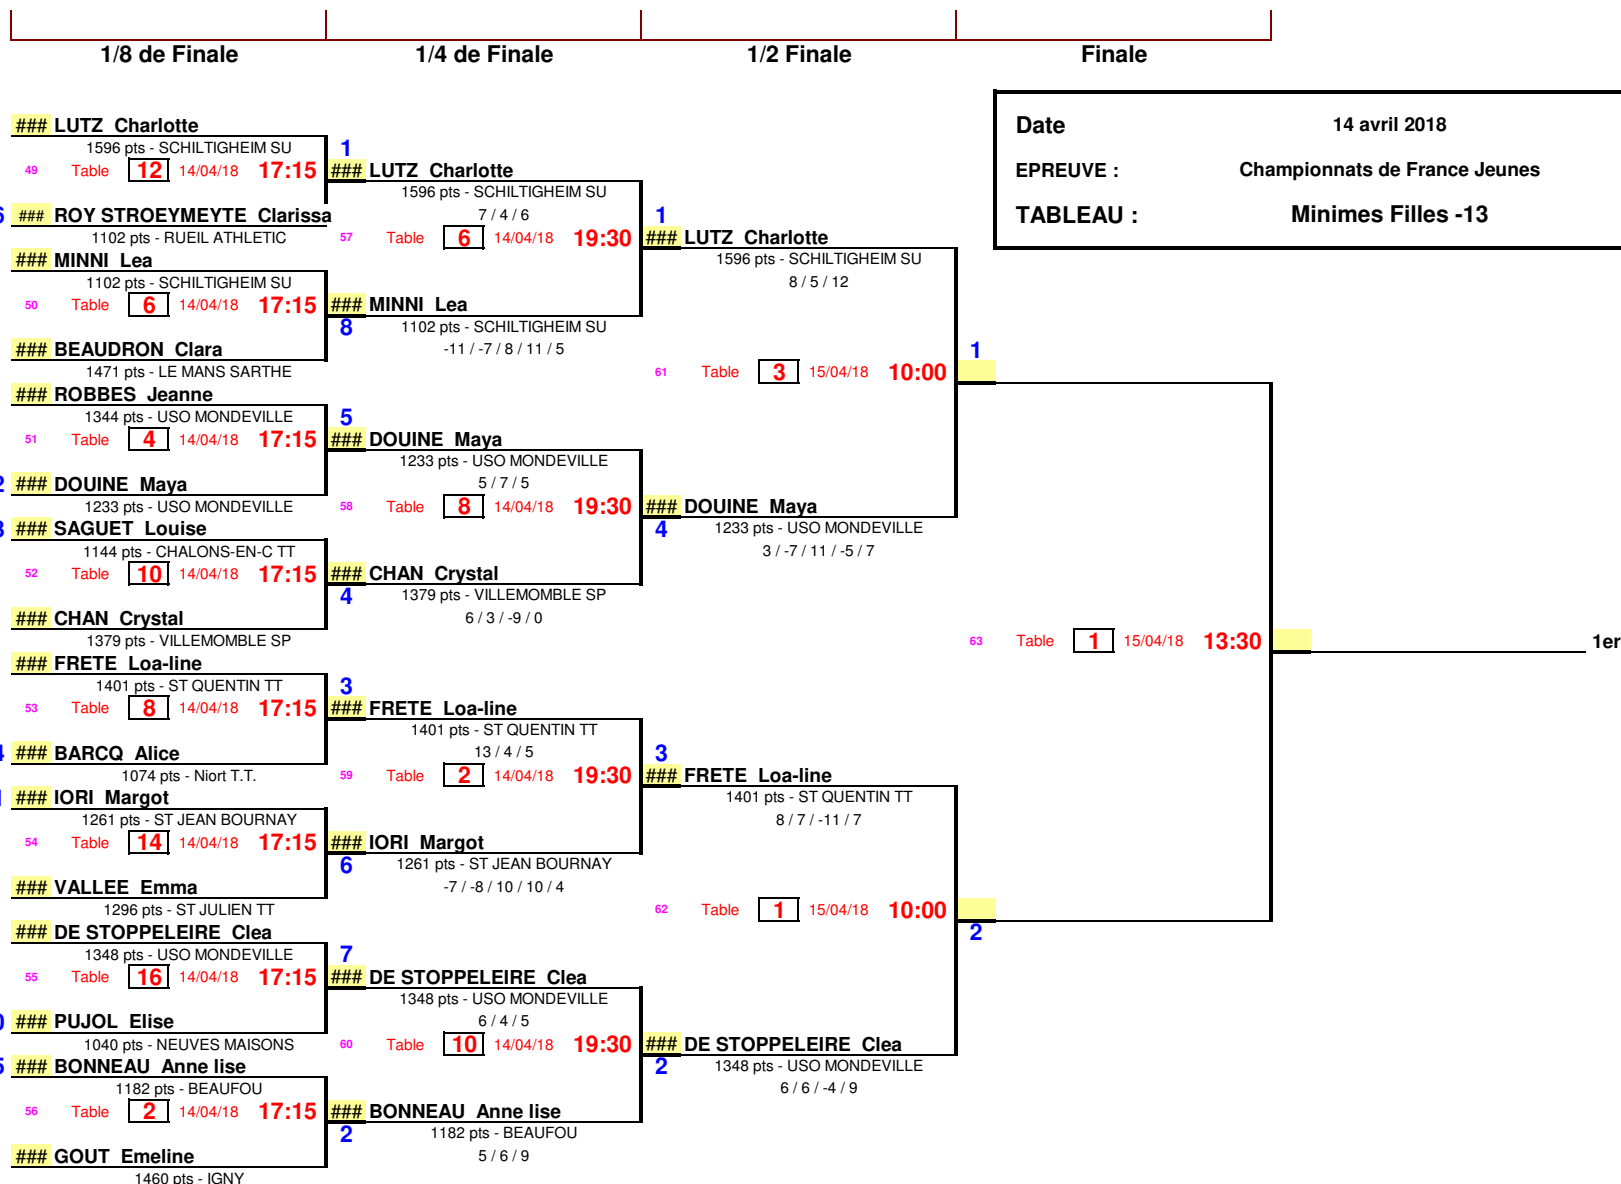 1/8 de Finale 1/4 de Finale 1/2 Finale Finale
Date 14 avril 2018
EPREUVE : Championnats de France Jeunes
TABLEAU : Minimes Filles -13
### LUTZ Charlotte
1596 pts - SCHILTIGHEIM SU
49 Table 12 14/04/18 17:15
### ROY STROEYMEYTE Clarissa
1102 pts - RUEIL ATHLETIC
### MINNI Lea
1102 pts - SCHILTIGHEIM SU
50 Table 6 14/04/18 17:15
### BEAUDRON Clara
1471 pts - LE MANS SARTHE
### ROBBES Jeanne
1344 pts - USO MONDEVILLE
51 Table 4 14/04/18 17:15
2 ### DOUINE Maya
1233 pts - USO MONDEVILLE
### SAGUET Louise
1144 pts - CHALONS-EN-C TT
52 Table 10 14/04/18 17:15
### CHAN Crystal
1379 pts - VILLEMOMBLE SP
### FRETE Loa-line
1401 pts - ST QUENTIN TT
53 Table 8 14/04/18 17:15
### BARCQ Alice
1074 pts - Niort T.T.
### IORI Margot
1261 pts - ST JEAN BOURNAY
54 Table 14 14/04/18 17:15
### VALLEE Emma
1296 pts - ST JULIEN TT
### DE STOPPELEIRE Clea
1348 pts - USO MONDEVILLE
55 Table 16 14/04/18 17:15
### PUJOL Elise
1040 pts - NEUVES MAISONS
### BONNEAU Anne lise
1182 pts - BEAUFOU
56 Table 2 14/04/18 17:15
### GOUT Emeline
1460 pts - IGNY
1
### LUTZ Charlotte
1596 pts - SCHILTIGHEIM SU
7 / 4 / 6
57 Table 6 14/04/18 19:30
### MINNI Lea
8 1102 pts - SCHILTIGHEIM SU
-11 / -7 / 8 / 11 / 5
5
### DOUINE Maya
1233 pts - USO MONDEVILLE
5 / 7 / 5
58 Table 8 14/04/18 19:30
### CHAN Crystal
4 1379 pts - VILLEMOMBLE SP
6 / 3 / -9 / 0
3
### FRETE Loa-line
1401 pts - ST QUENTIN TT
13 / 4 / 5
59 Table 2 14/04/18 19:30
### IORI Margot
6 1261 pts - ST JEAN BOURNAY
-7 / -8 / 10 / 10 / 4
7
### DE STOPPELEIRE Clea
1348 pts - USO MONDEVILLE
6 / 4 / 5
60 Table 10 14/04/18 19:30
### BONNEAU Anne lise
2 1182 pts - BEAUFOU
5 / 6 / 9
1
### LUTZ Charlotte
1596 pts - SCHILTIGHEIM SU
8 / 5 / 12
61 Table 3 15/04/18 10:00
### DOUINE Maya
4 1233 pts - USO MONDEVILLE
3 / -7 / 11 / -5 / 7
3
### FRETE Loa-line
1401 pts - ST QUENTIN TT
8 / 7 / -11 / 7
62 Table 1 15/04/18 10:00
### DE STOPPELEIRE Clea
2 1348 pts - USO MONDEVILLE
6 / 6 / -4 / 9
1
63 Table 1 15/04/18 13:30
2
1er